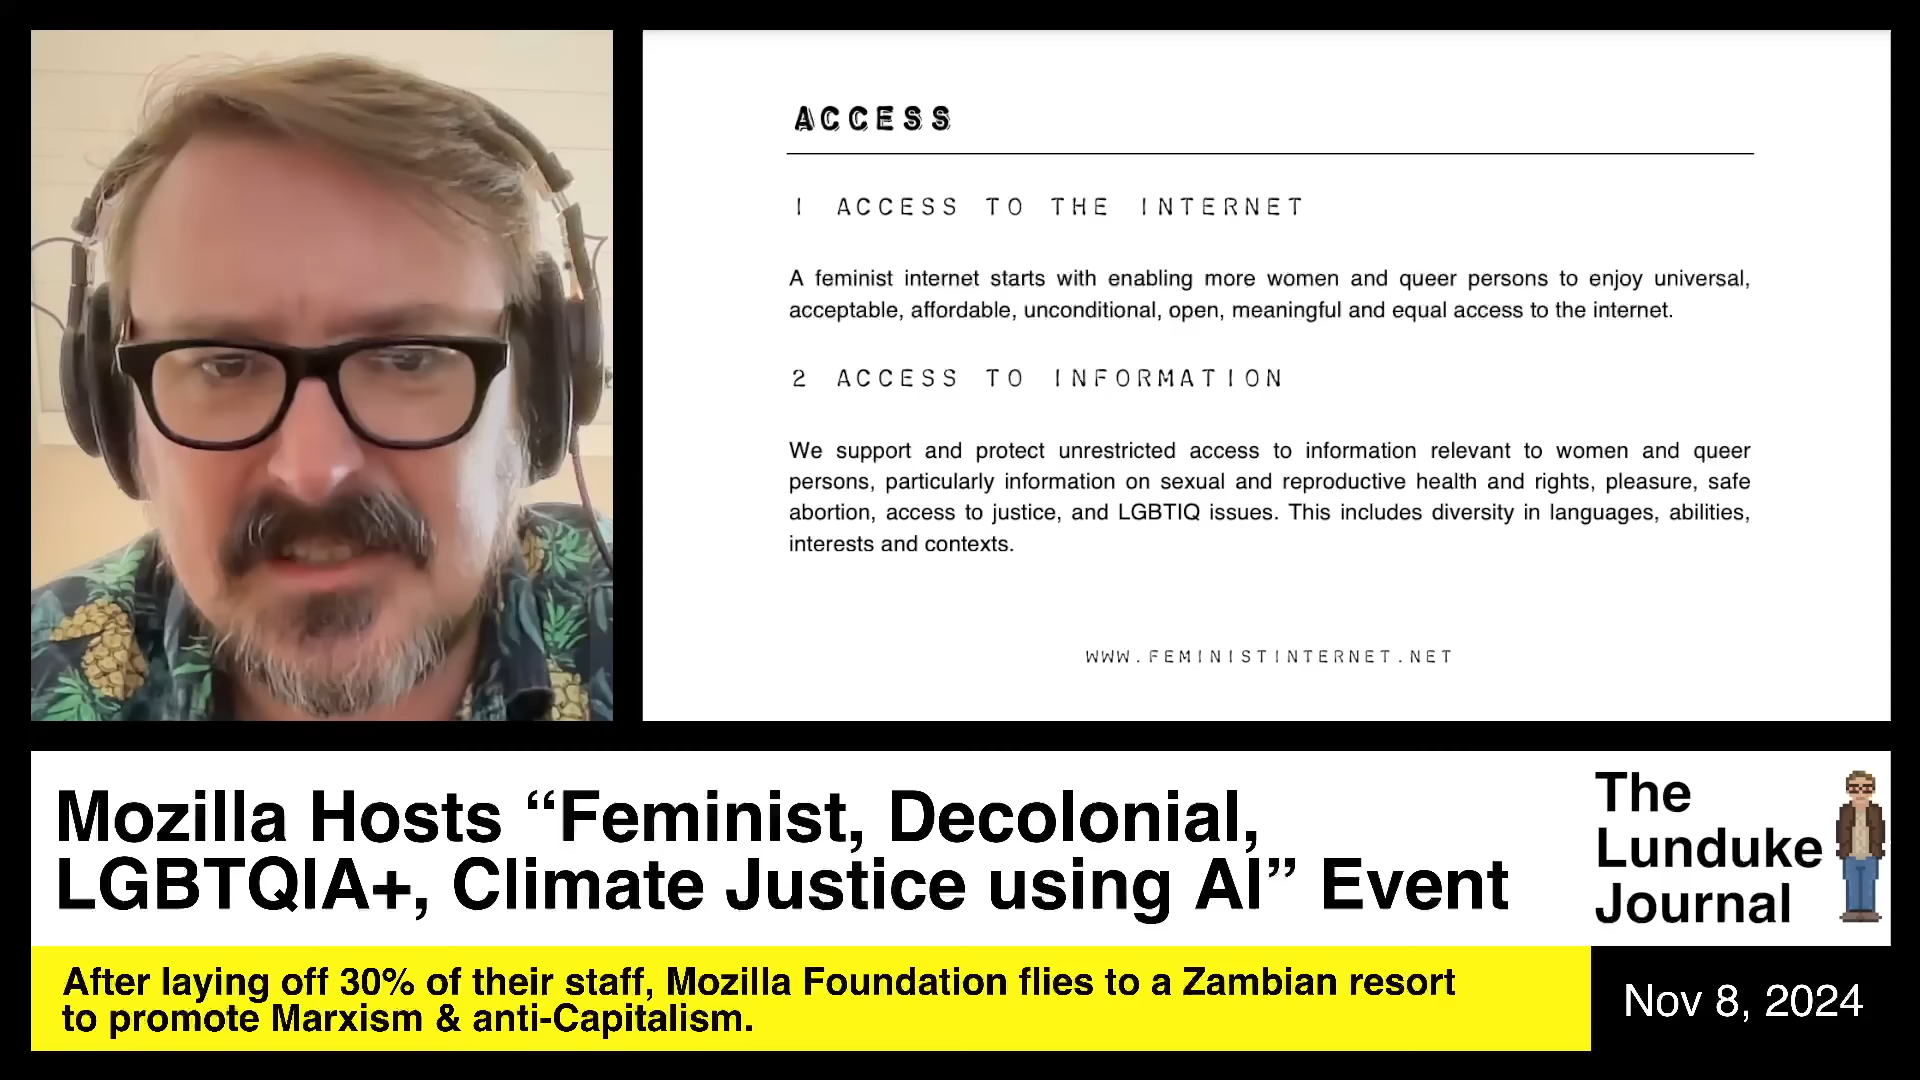 ACCESS
1 ACCESS TO THE INTERNET
A feminist internet starts with enabling more women and queer persons to enjoy universal,
acceptable, affordable, unconditional, open, meaningful and equal access to the internet.
2 ACCESS TO INFORMATION
We support and protect unrestricted access to information relevant to women and queer
persons, particularly information on sexual and reproductive health and rights, pleasure, safe
abortion, access to justice, and LGBTIQ issues. This includes diversity in languages, abilities,
interests and contexts.
WWW.FEMINISTINTERNET.NET
Mozilla Hosts “Feminist, Decolonial,
LGBTQIA+, Climate Justice using AI” Event
The
Lunduke
Journal
After laying off 30% of their staff, Mozilla Foundation flies to a Zambian resort
to promote Marxism & anti-Capitalism.
Nov 8, 2024